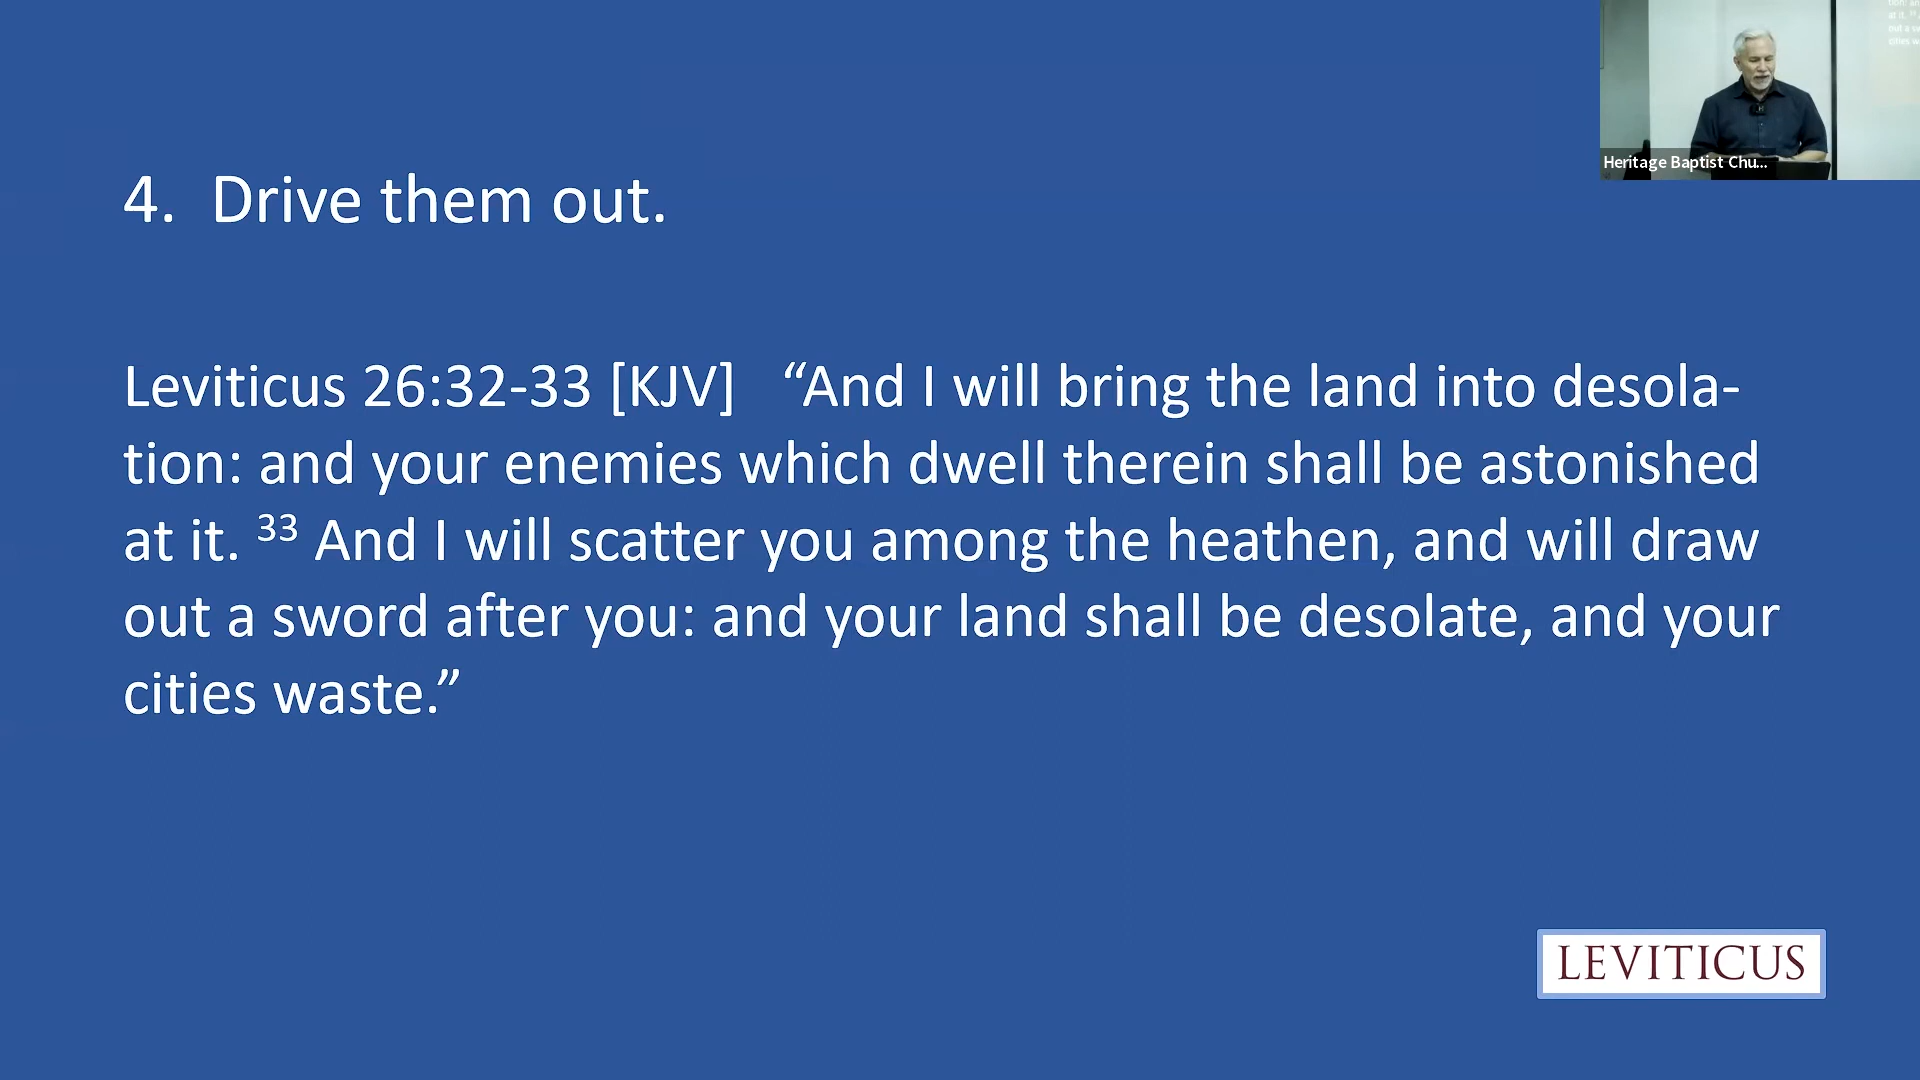 4. Drive them out.
Leviticus 26:32-33 [KJV] “And I will bring the land into desola-
tion: and your enemies which dwell therein shall be astonished
at it. ³³ And I will scatter you among the heathen, and will draw
out a sword after you: and your land shall be desolate, and your
cities waste.”
Heritage Baptist Chu...
LEVITICUS